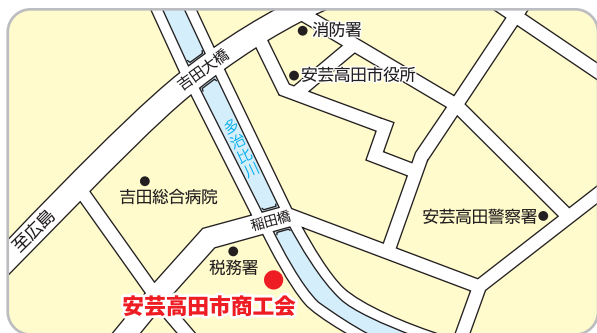 消防署
吉田大橋
安芸高田市役所
多治比川
吉田総合病院
稲田橋
安芸高田警察署
至広島
税務署
安芸高田市商工会